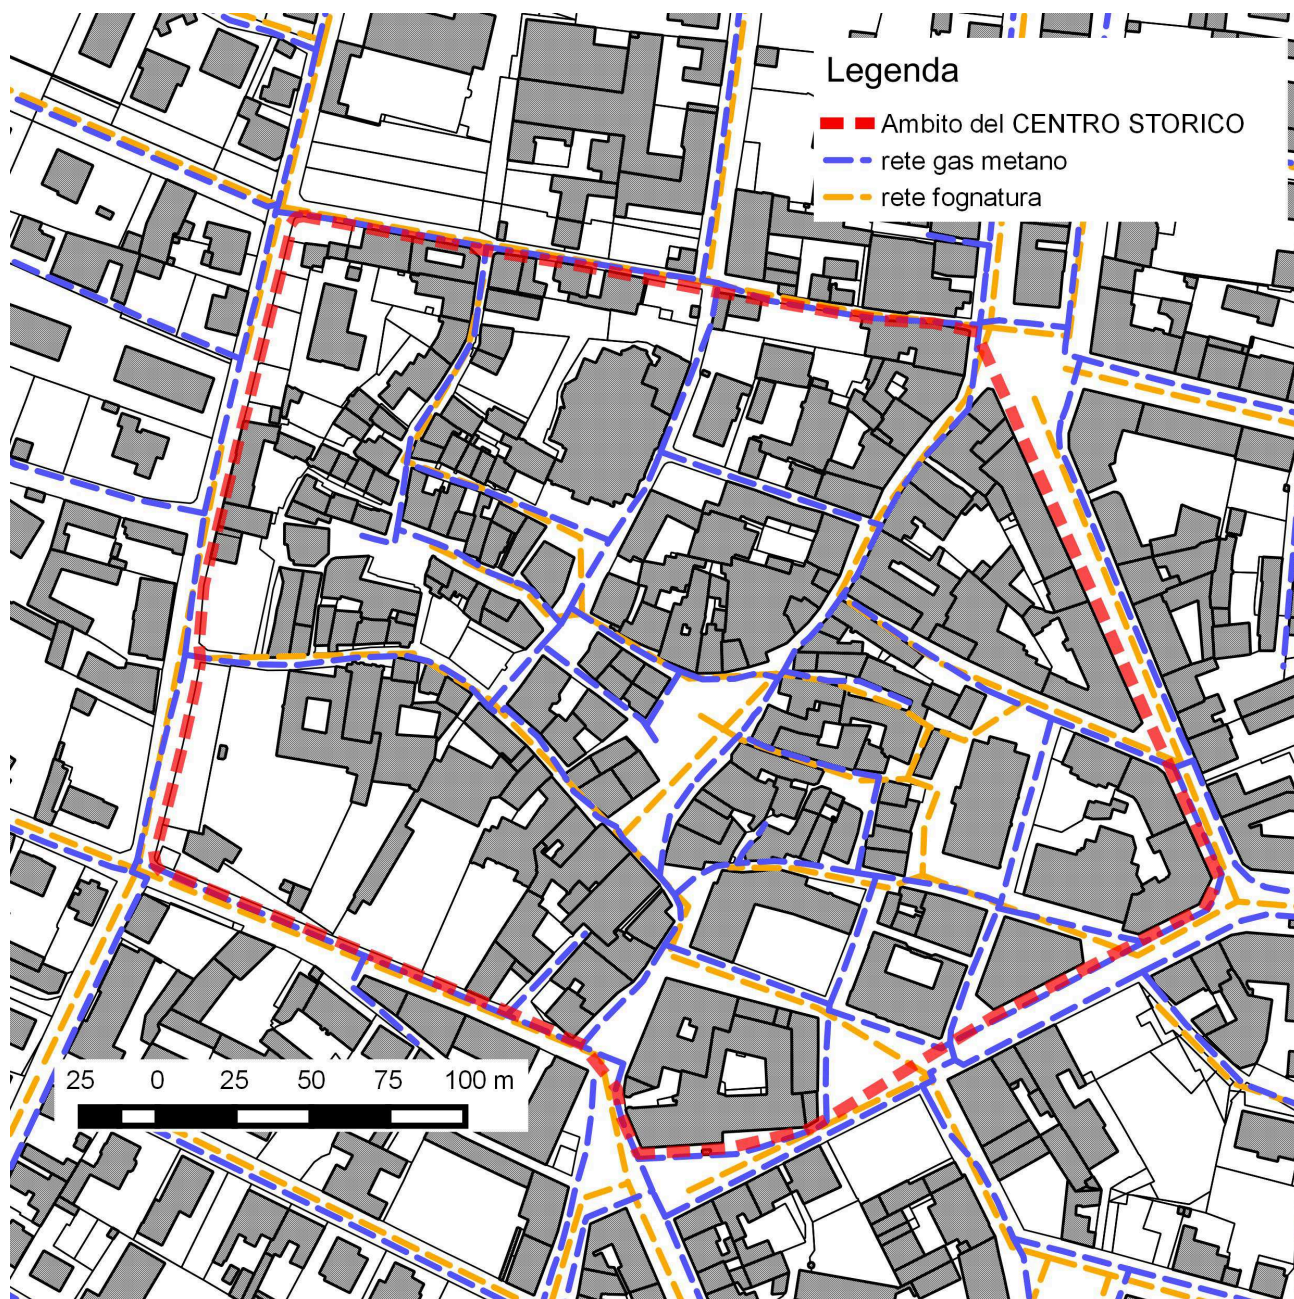 Legenda
Ambito del CENTRO STORICO
rete gas metano
rete fognatura
25 0 25 50 75 100 m